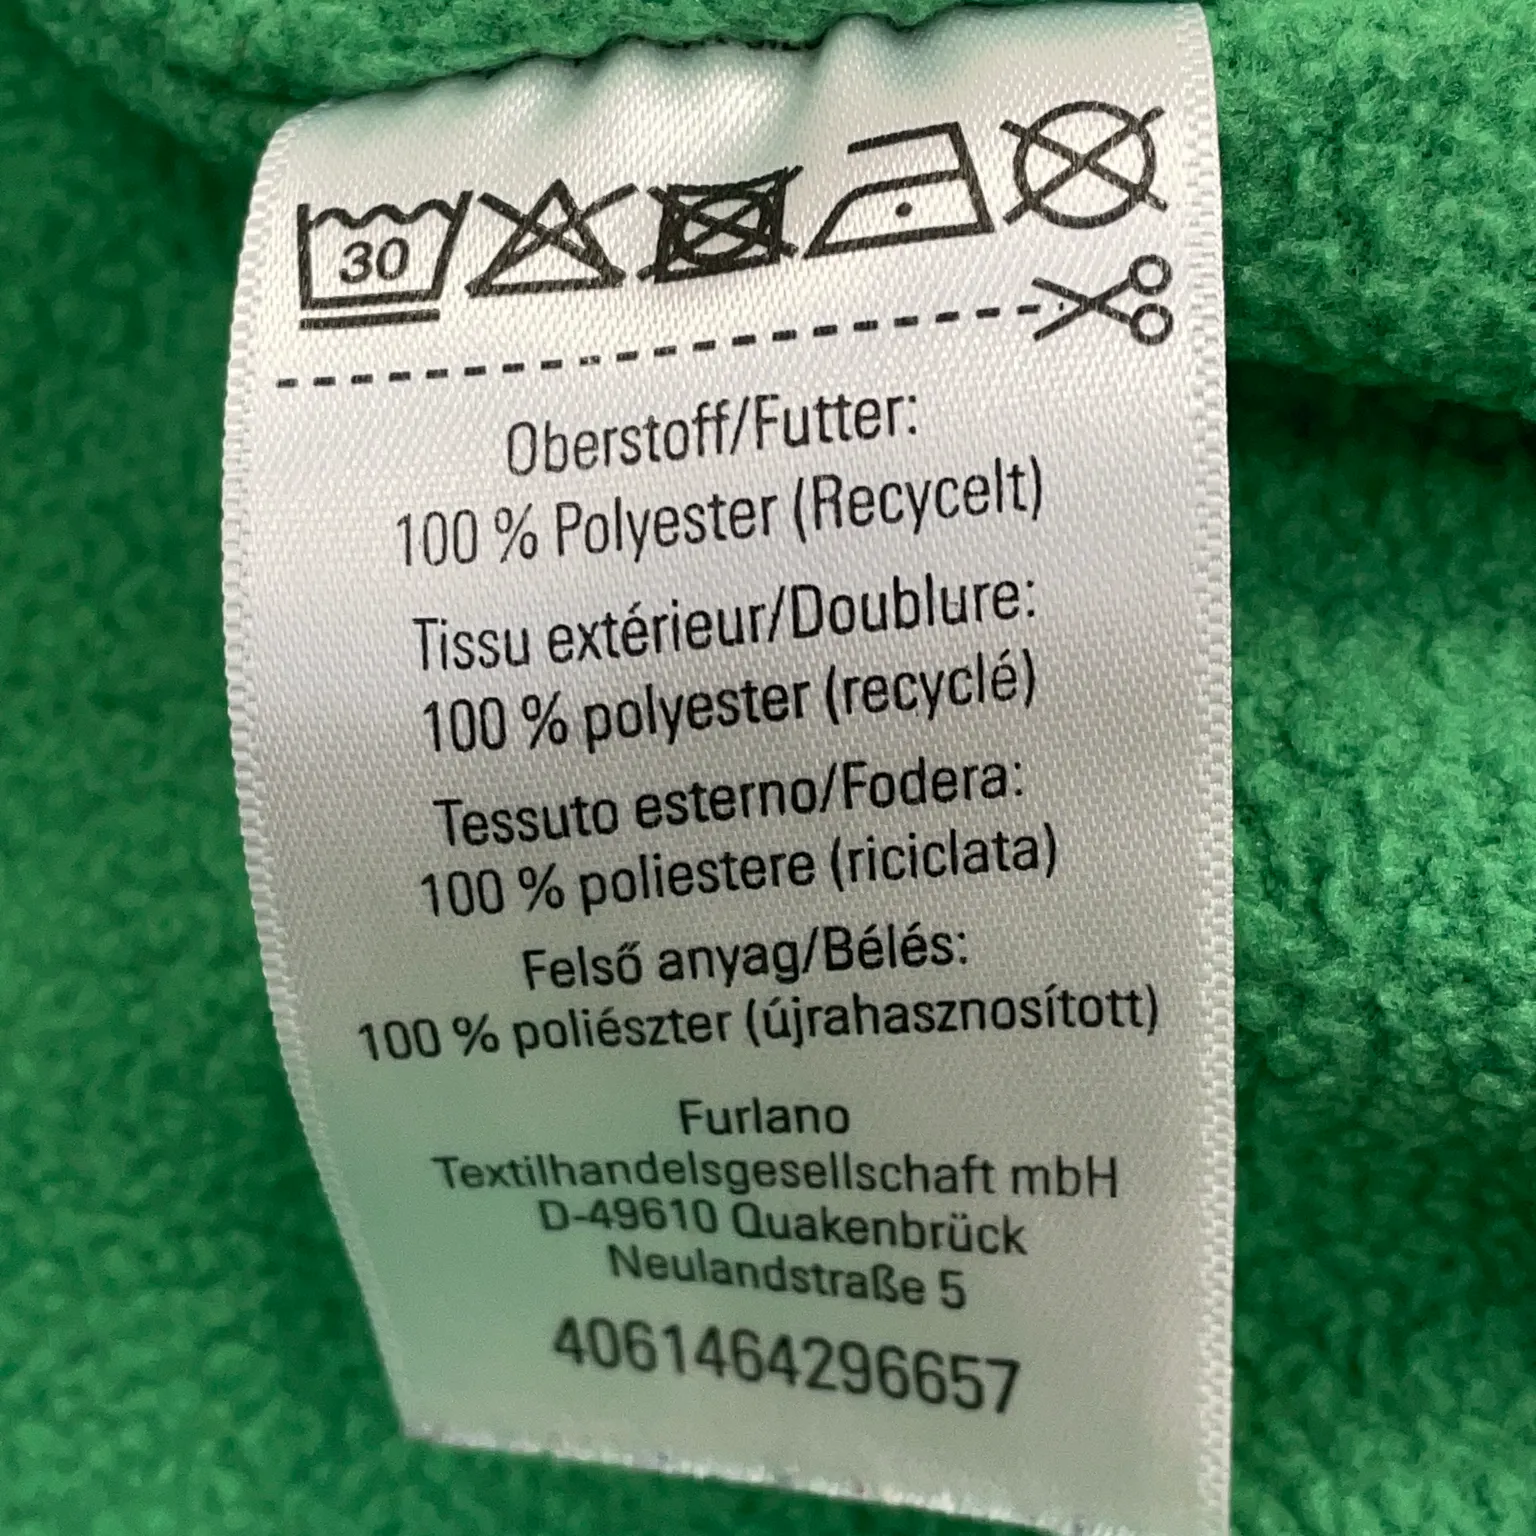 30
Oberstoff/Futter:
100 % Polyester (Recycelt)
Tissu extérieur/Doublure:
100 % polyester (recyclé)
Tessuto esterno/Fodera:
100 % poliestere (riciclata)
Felső anyag/Bélés:
100 % poliészter (újrahasznosított)
Furlano
Textilhandelsgesellschaft mbH
D-49610 Quakenbrück
Neulandstraße 5
4061464296657